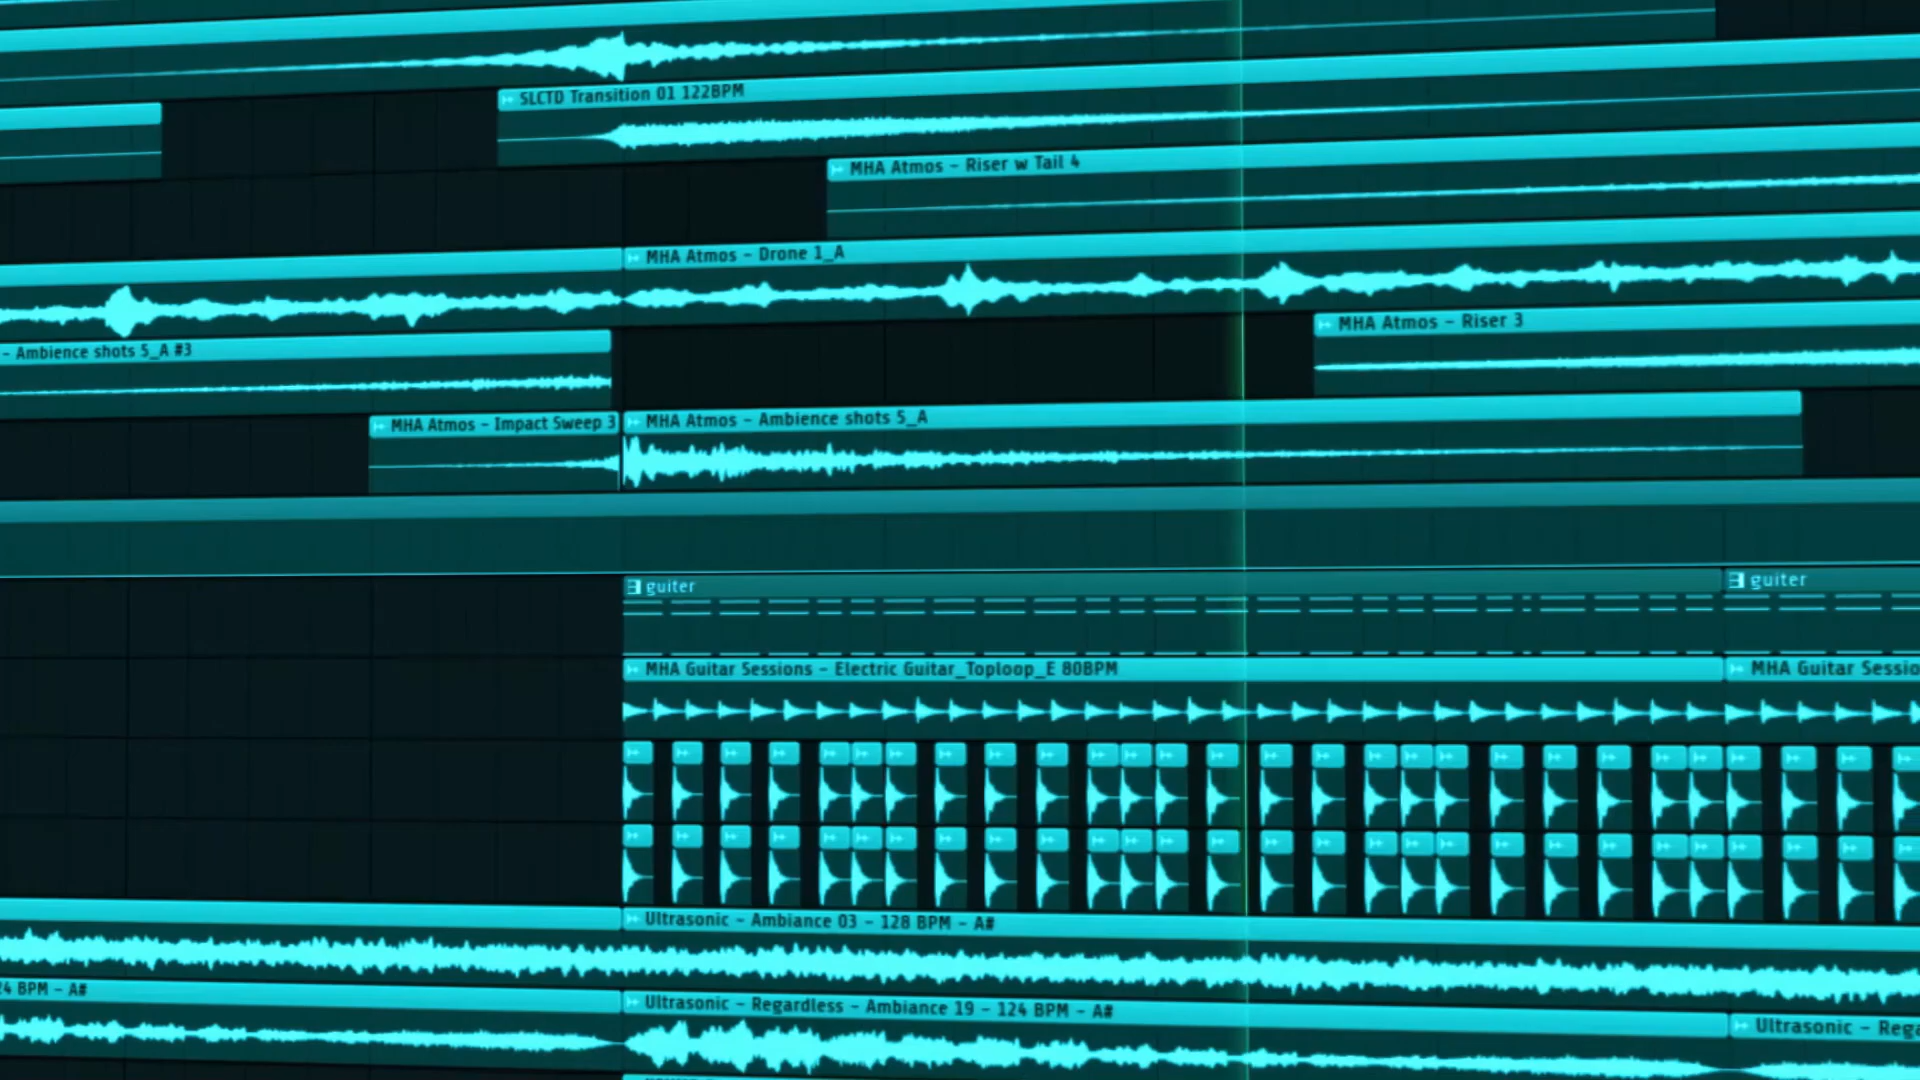 SLCTD Transition 01 122BPM
MHA Atmos - Riser w Tail 4
MHA Atmos - Drone 1_A
MHA Atmos - Riser 3
- Ambience shots 5_A #3
MHA Atmos - Impact Sweep 3
MHA Atmos - Ambience shots 5_A
guiter
guiter
MHA Guitar Sessions - Electric Guitar_Toploop_E 80BPM
MHA Guitar Sessio
Ultrasonic - Ambiance 03 - 128 BPM - A#
24 BPM - A#
Ultrasonic - Regardless - Ambiance 19 - 124 BPM - A#
Ultrasonic - Rega